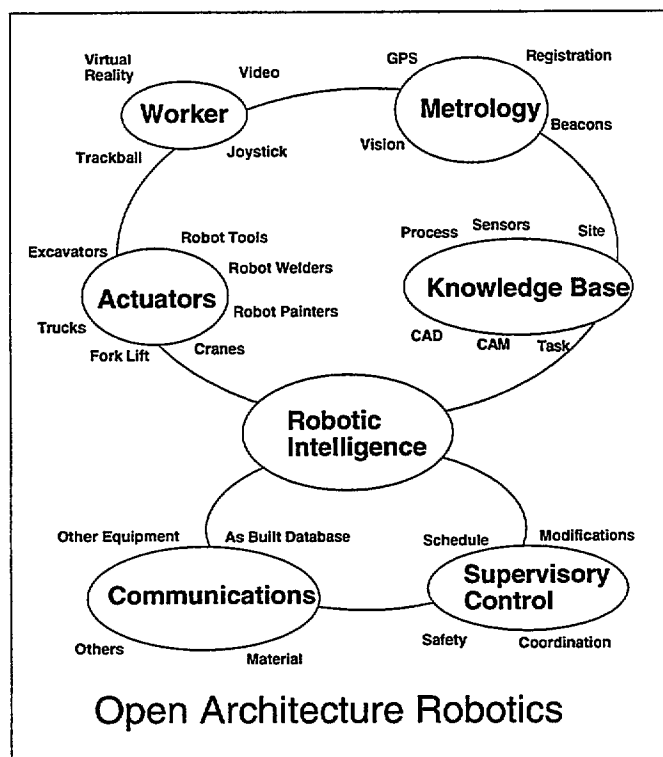 Virtual
Reality
Video
Worker
Trackball
Joystick
GPS
Registration
Metrology
Vision
Beacons
Excavators
Robot Tools
Robot Welders
Actuators
Robot Painters
Trucks
Fork Lift
Cranes
Process
Sensors
Site
Knowledge Base
CAD
CAM
Task
Robotic
Intelligence
Other Equipment
As Built Database
Communications
Others
Material
Schedule
Modifications
Supervisory
Control
Safety
Coordination
Open Architecture Robotics